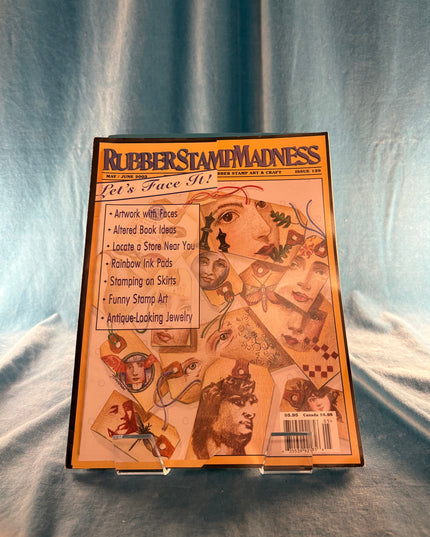 RUBBERSTAMPMADNESS
MAY / JUNE 2003 RUBBER STAMP ART & CRAFT ISSUE 129
Let's Face It!
• Artwork with Faces
• Altered Book Ideas
• Locate a Store Near You
• Rainbow Ink Pads
• Stamping on Skirts
• Funny Stamp Art
• Antique-Looking Jewelry
$5.95 Canada